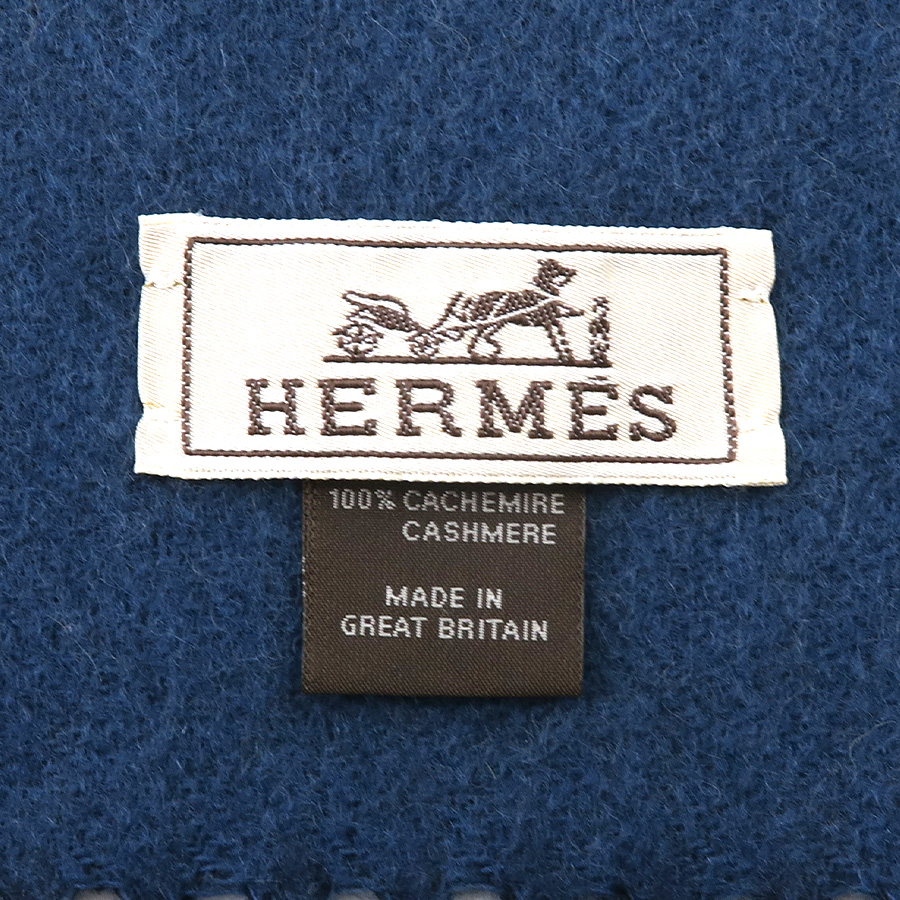 HERMÈS
100% CACHEMIRE
CASHMERE
MADE IN
GREAT BRITAIN